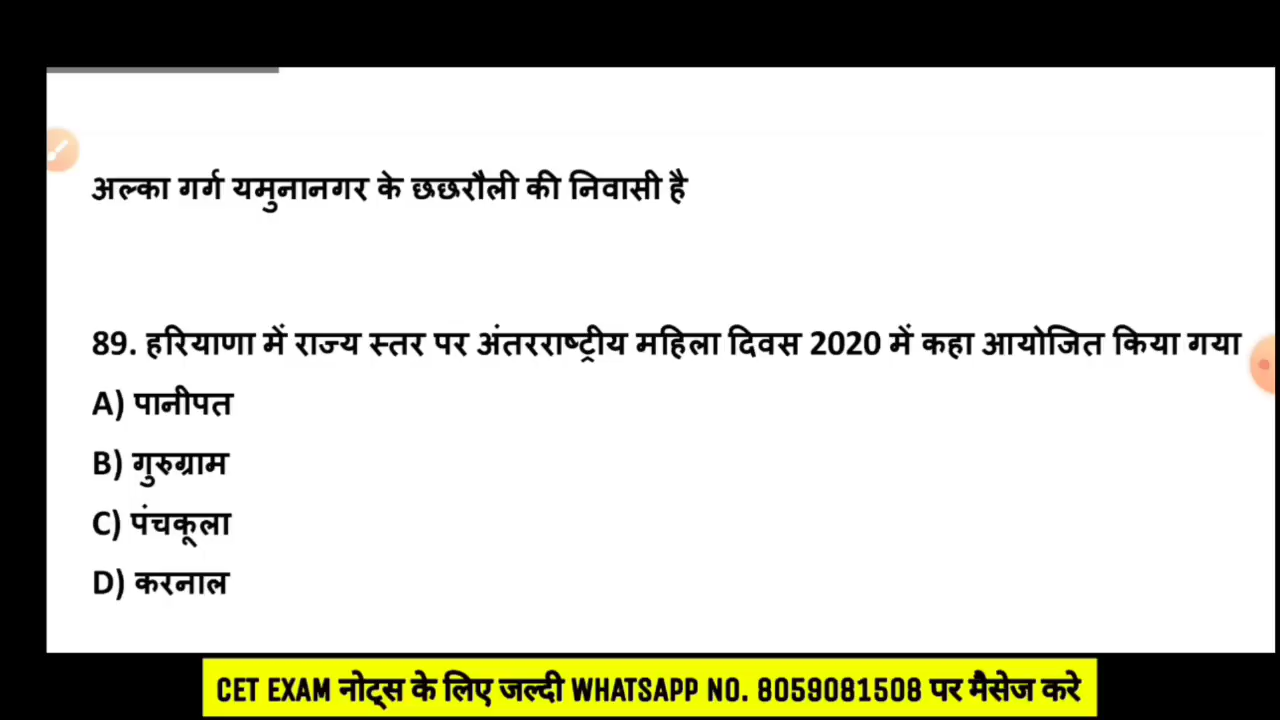 अल्का गर्ग यमुनानगर के छछरौली की निवासी है
89. हरियाणा में राज्य स्तर पर अंतरराष्ट्रीय महिला दिवस 2020 में कहा आयोजित किया गया
A) पानीपत
B) गुरुग्राम
C) पंचकूला
D) करनाल
CET EXAM नोट्स के लिए जल्दी WHATSAPP NO. 8059081508 पर मैसेज करे